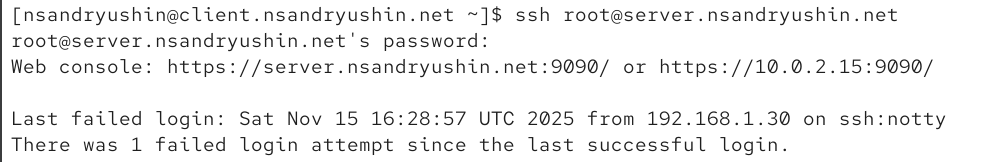 [nsandryushin@client.nsandryushin.net ~]$ ssh root@server.nsandryushin.net
root@server.nsandryushin.net's password:
Web console: https://server.nsandryushin.net:9090/ or https://10.0.2.15:9090/
Last failed login: Sat Nov 15 16:28:57 UTC 2025 from 192.168.1.30 on ssh:notty
There was 1 failed login attempt since the last successful login.